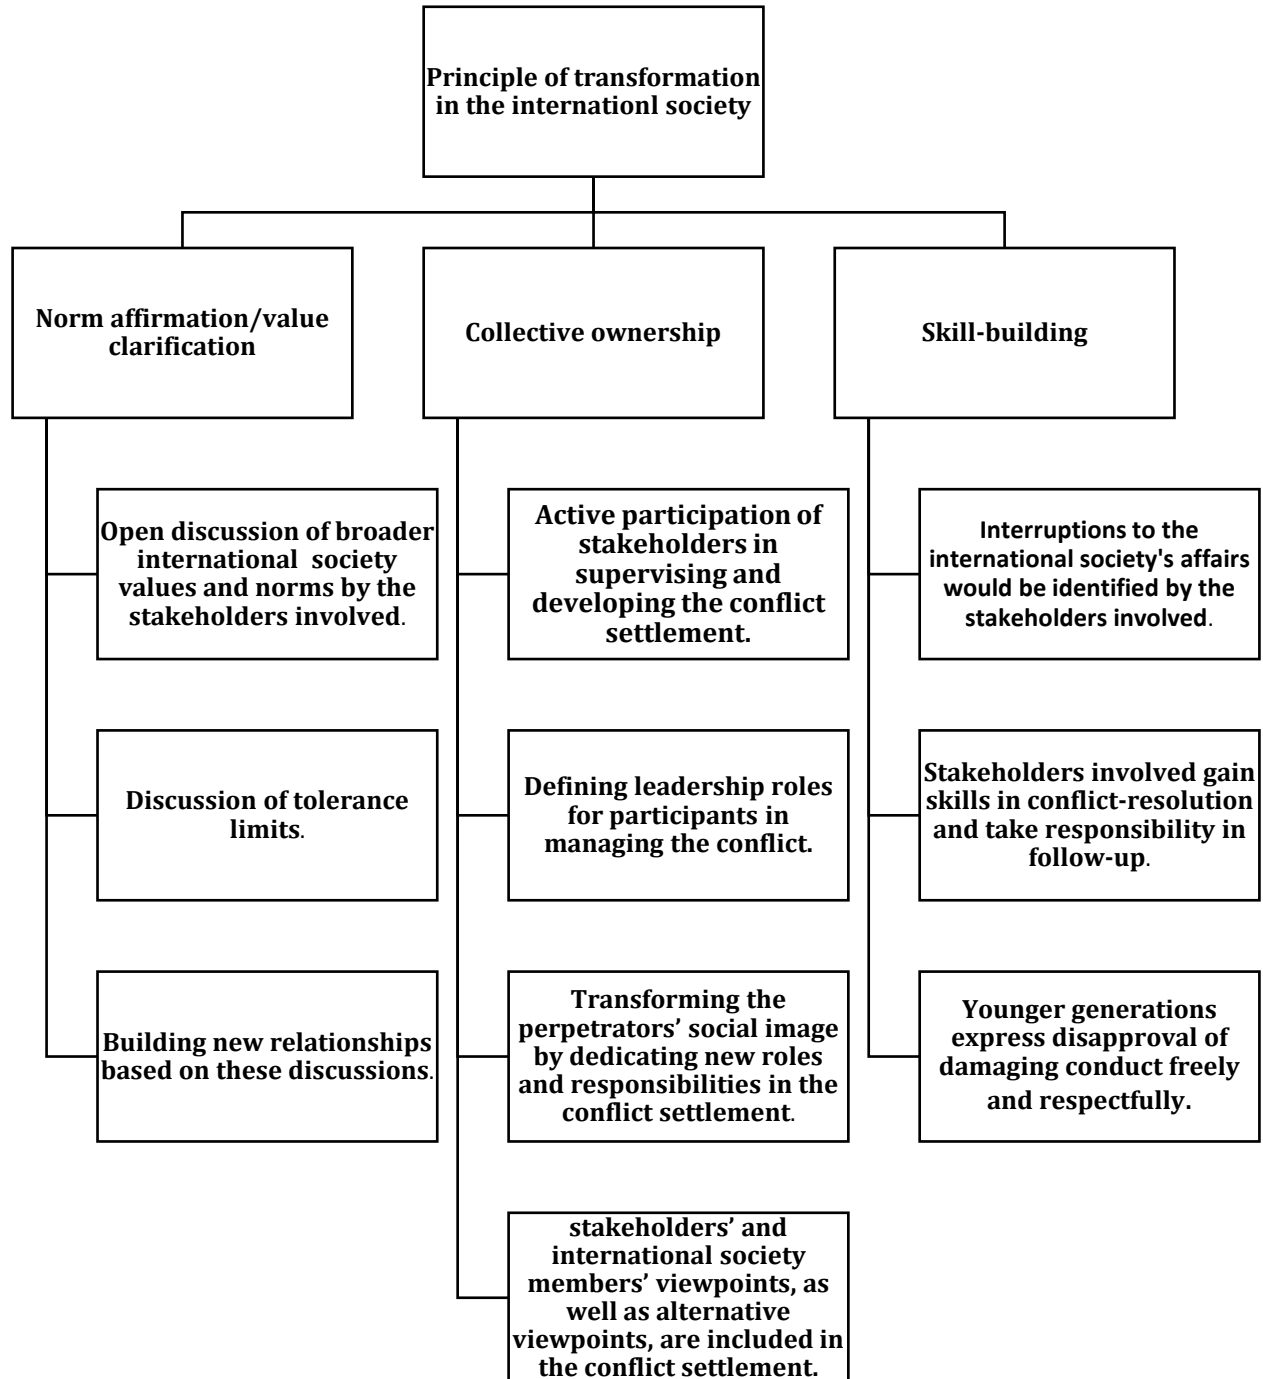 Principle of transformation
in the internationl society
Norm affirmation/value
clarification
Collective ownership
Skill-building
Open discussion of broader
international society
values and norms by the
stakeholders involved.
Active participation of
stakeholders in
supervising and
developing the conflict
settlement.
Interruptions to the
international society's affairs
would be identified by the
stakeholders involved.
Discussion of tolerance
limits.
Defining leadership roles
for participants in
managing the conflict.
Stakeholders involved gain
skills in conflict-resolution
and take responsibility in
follow-up.
Building new relationships
based on these discussions.
Transforming the
perpetrators’ social image
by dedicating new roles
and responsibilities in the
conflict settlement.
Younger generations
express disapproval of
damaging conduct freely
and respectfully.
stakeholders’ and
international society
members’ viewpoints, as
well as alternative
viewpoints, are included in
the conflict settlement.